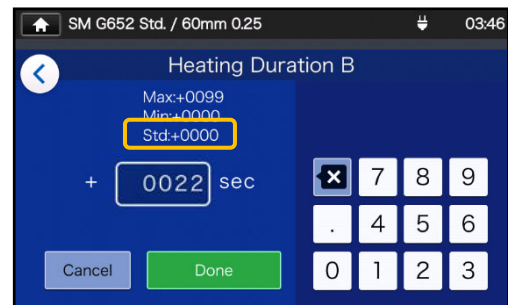 SM G652 Std. / 60mm 0.25 03:46
Heating Duration B
Max:+0099
Min:+0000
Std:+0000
+ 0022 sec
7 8 9
. 4 5 6
Cancel Done 0 1 2 3